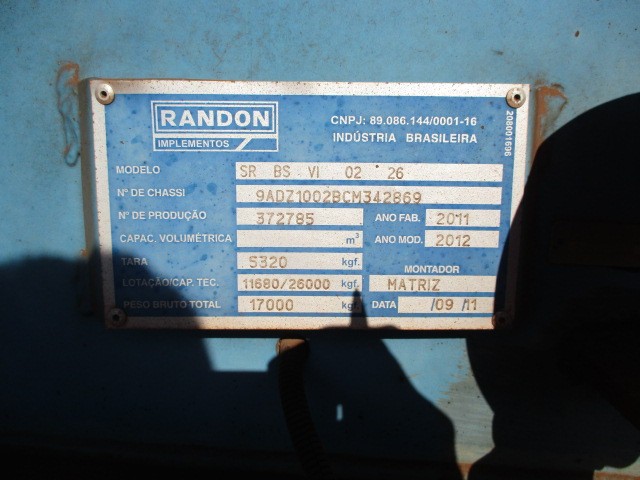 RANDON
IMPLEMENTOS
CNPJ: 89.086.144/0001-16
INDÚSTRIA BRASILEIRA
208001696
MODELO SR BS VI 02 26
Nº DE CHASSI 9ADZ1002BCM342869
Nº DE PRODUÇÃO 372785 ANO FAB. 2011
CAPAC. VOLUMÉTRICA m³ ANO MOD. 2012
TARA 5320 kgf. MONTADOR
LOTAÇÃO/CAP. TEC. 11680/26000 kgf. MATRIZ
PESO BRUTO TOTAL 17000 kgf. DATA /09 /11